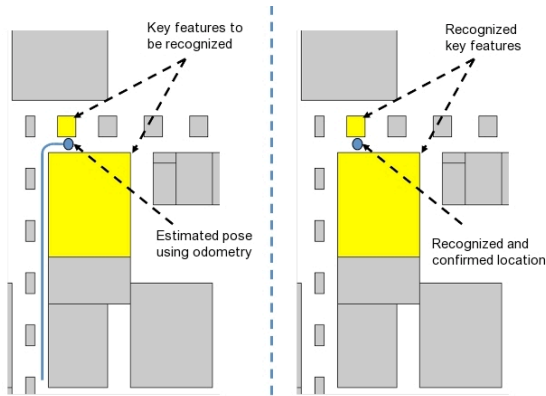 Key features to
be recognized
Estimated pose
using odometry
Recognized
key features
Recognized and
confirmed location